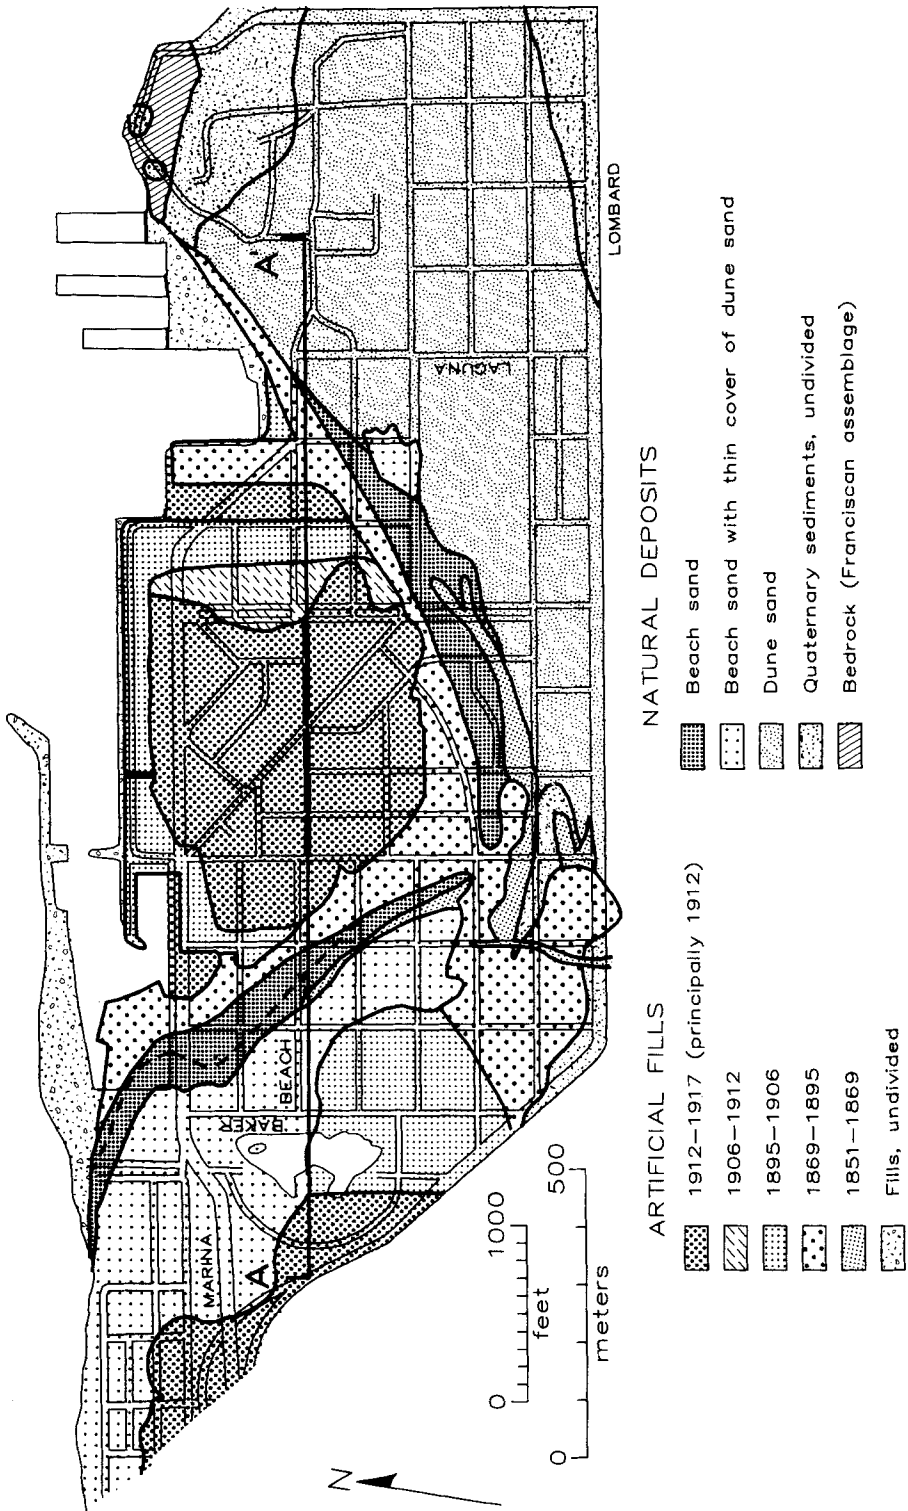 MARINA
BAKER
BEACH
A
A'
LAGUNA
LOMBARD
N
0 1000
feet
0 500
meters
ARTIFICIAL FILLS
1912–1917 (principally 1912)
1906–1912
1895–1906
1869–1895
1851–1869
Fills, undivided
NATURAL DEPOSITS
Beach sand
Beach sand with thin cover of dune sand
Dune sand
Quaternary sediments, undivided
Bedrock (Franciscan assemblage)